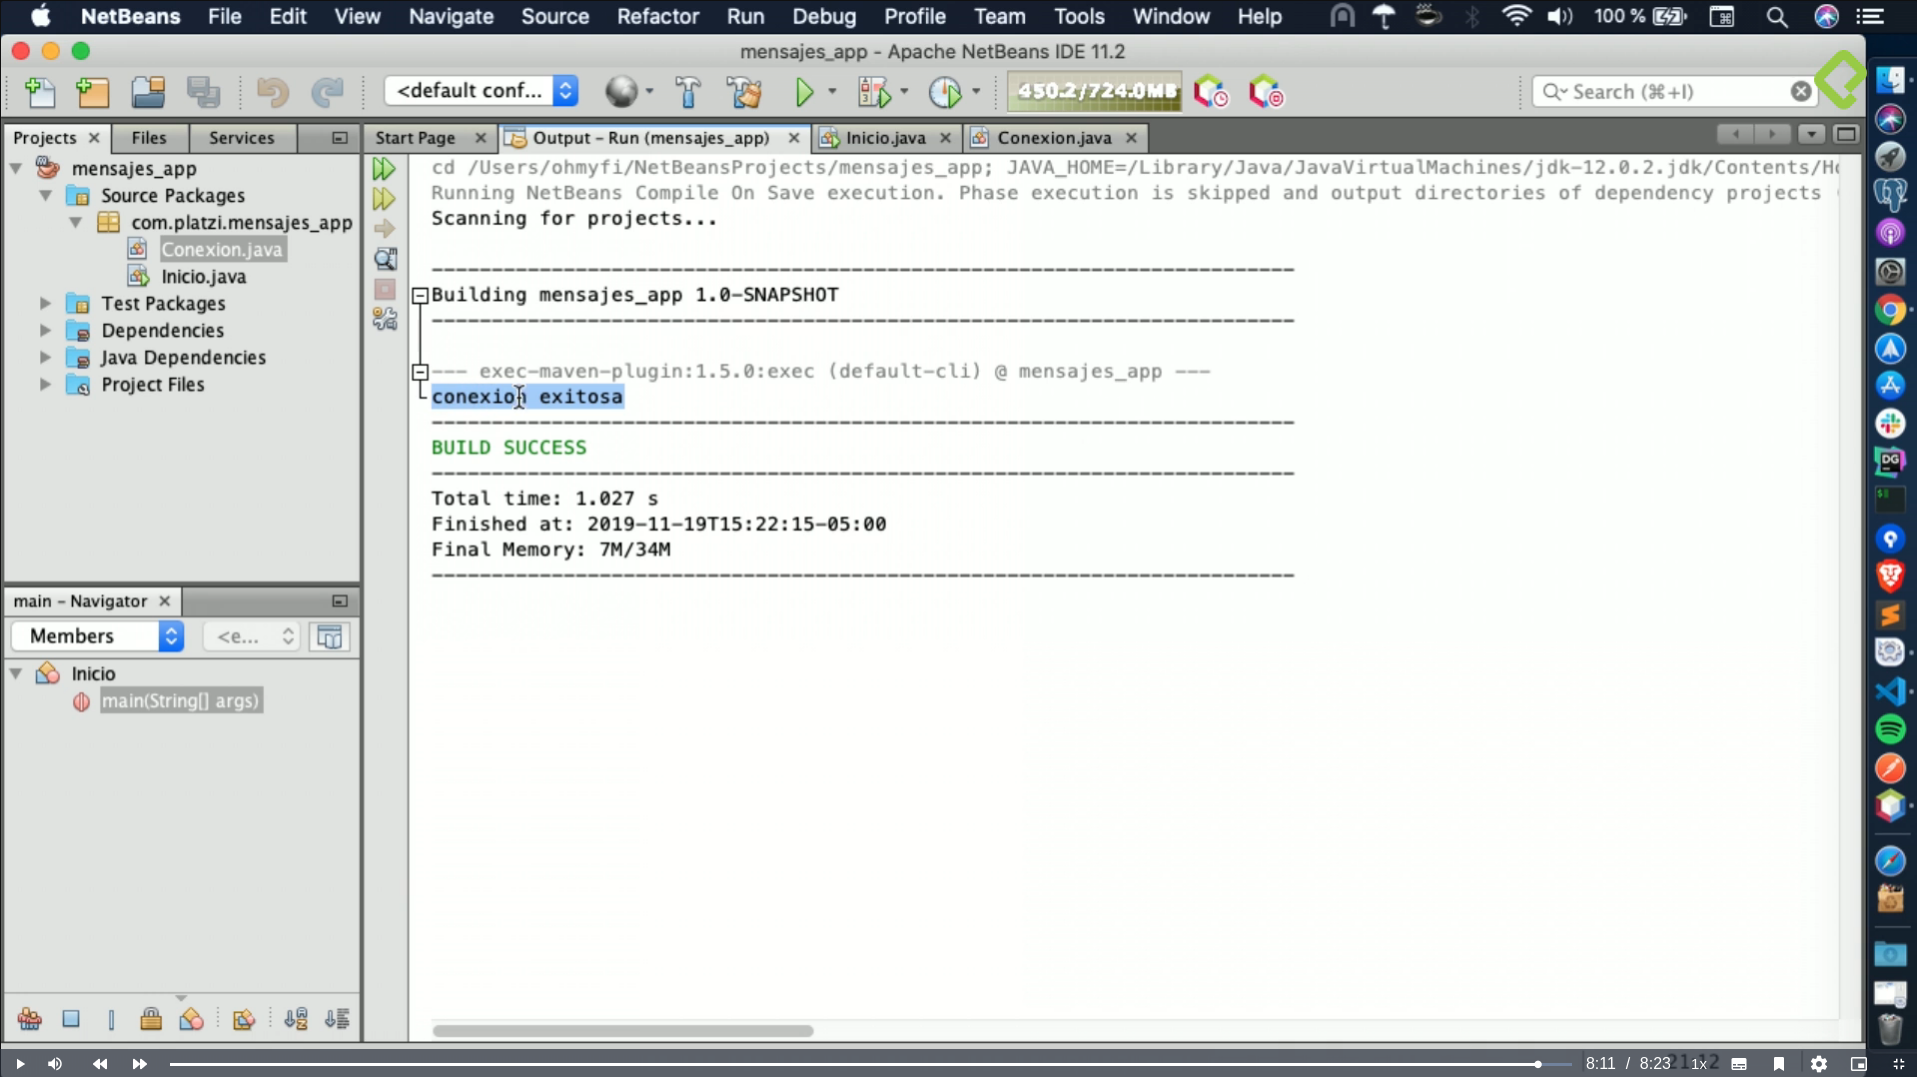 NetBeans File Edit View Navigate Source Refactor Run Debug Profile Team Tools Window Help 100 %
mensajes_app - Apache NetBeans IDE 11.2
<default conf... 450.2/724.0MB Search (⌘+I)
Projects Files Services Start Page Output – Run (mensajes_app) Inicio.java Conexion.java
mensajes_app
Source Packages
com.platzi.mensajes_app
Conexion.java
Inicio.java
Test Packages
Dependencies
Java Dependencies
Project Files
cd /Users/ohmyfi/NetBeansProjects/mensajes_app; JAVA_HOME=/Library/Java/JavaVirtualMachines/jdk-12.0.2.jdk/Contents/Ho
Running NetBeans Compile On Save execution. Phase execution is skipped and output directories of dependency projects
Scanning for projects...
------------------------------------------------------------------------
Building mensajes_app 1.0-SNAPSHOT
------------------------------------------------------------------------
--- exec-maven-plugin:1.5.0:exec (default-cli) @ mensajes_app ---
conexion exitosa
------------------------------------------------------------------------
BUILD SUCCESS
------------------------------------------------------------------------
Total time: 1.027 s
Finished at: 2019-11-19T15:22:15-05:00
Final Memory: 7M/34M
------------------------------------------------------------------------
main – Navigator
Members <e...
Inicio
main(String[] args)
DG
8:11 / 8:23 1x